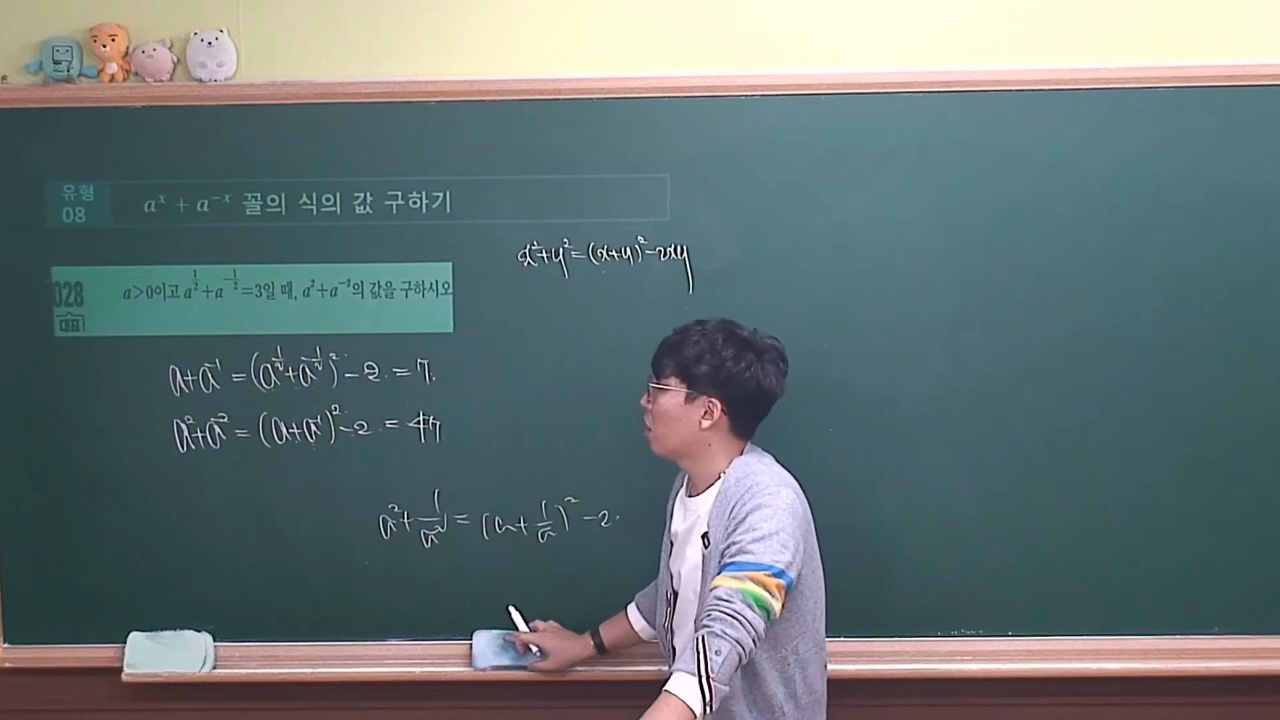 유형
08
aˣ + a⁻ˣ 꼴의 식의 값 구하기
x²+y²=(x+y)²-2xy
028
대표
a>0이고 a^{1/2}+a^{-1/2}=3일 때, a²+a⁻²의 값을 구하시오
a+a⁻¹=(a^{1/2}+a^{-1/2})²-2=7.
a²+a⁻²=(a+a⁻¹)²-2=47
a²+1/a²=(a+1/a)²-2.